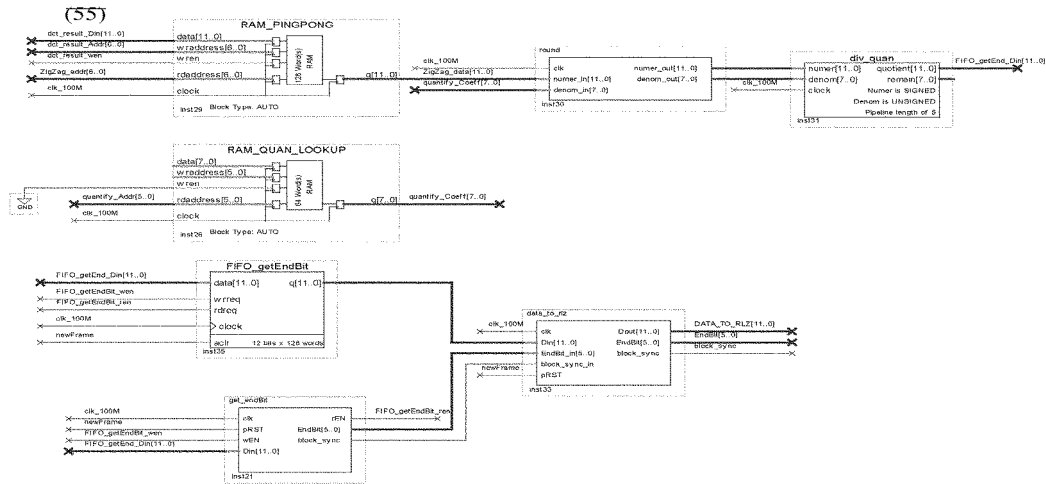 (55)
RAM_PINGPONG
dct_result_Din[11..0]
data[11..0]
dct_result_Addr[6..0]
wraddress[6..0]
dct_result_wen
wren
128 Word(s)
RAM
ZigZag_addr[6..0]
rdaddress[6..0]
q[11..0]
clk_100M
clock
inst29
Block Type: AUTO
round
clk_100M
clk
numer_out[11..0]
ZigZag_data[11..0]
numer_in[11..0]
denom_out[7..0]
quantify_Coeff[7..0]
denom_in[7..0]
inst30
div_quan
numer[11..0]
quotient[11..0]
FIFO_getEnd_Din[11..0]
denom[7..0]
remain[7..0]
clk_100M
clock
Numer is SIGNED
Denom is UNSIGNED
Pipeline length of 5
inst31
RAM_QUAN_LOOKUP
data[7..0]
wraddress[5..0]
wren
64 Word(s)
RAM
GND
quantify_Addr[5..0]
rdaddress[5..0]
q[7..0]
quantify_Coeff[7..0]
clk_100M
clock
inst26
Block Type: AUTO
FIFO_getEndBit
FIFO_getEnd_Din[11..0]
data[11..0]
q[11..0]
FIFO_getEndBit_wen
wrreq
FIFO_getEndBit_ren
rdreq
clk_100M
clock
newFrame
aclr
12 bits x 128 words
inst35
data_to_rlz
clk_100M
clk
Dout[11..0]
DATA_TO_RLZ[11..0]
Din[11..0]
EndBit[5..0]
EndBit[5..0]
EndBit_in[5..0]
block_sync
block_sync
block_sync_in
newFrame
pRST
inst33
get_endBit
clk_100M
clk
rEN
FIFO_getEndBit_ren
newFrame
pRST
EndBit[5..0]
FIFO_getEndBit_wen
wEN
block_sync
FIFO_getEnd_Din[11..0]
Din[11..0]
inst21